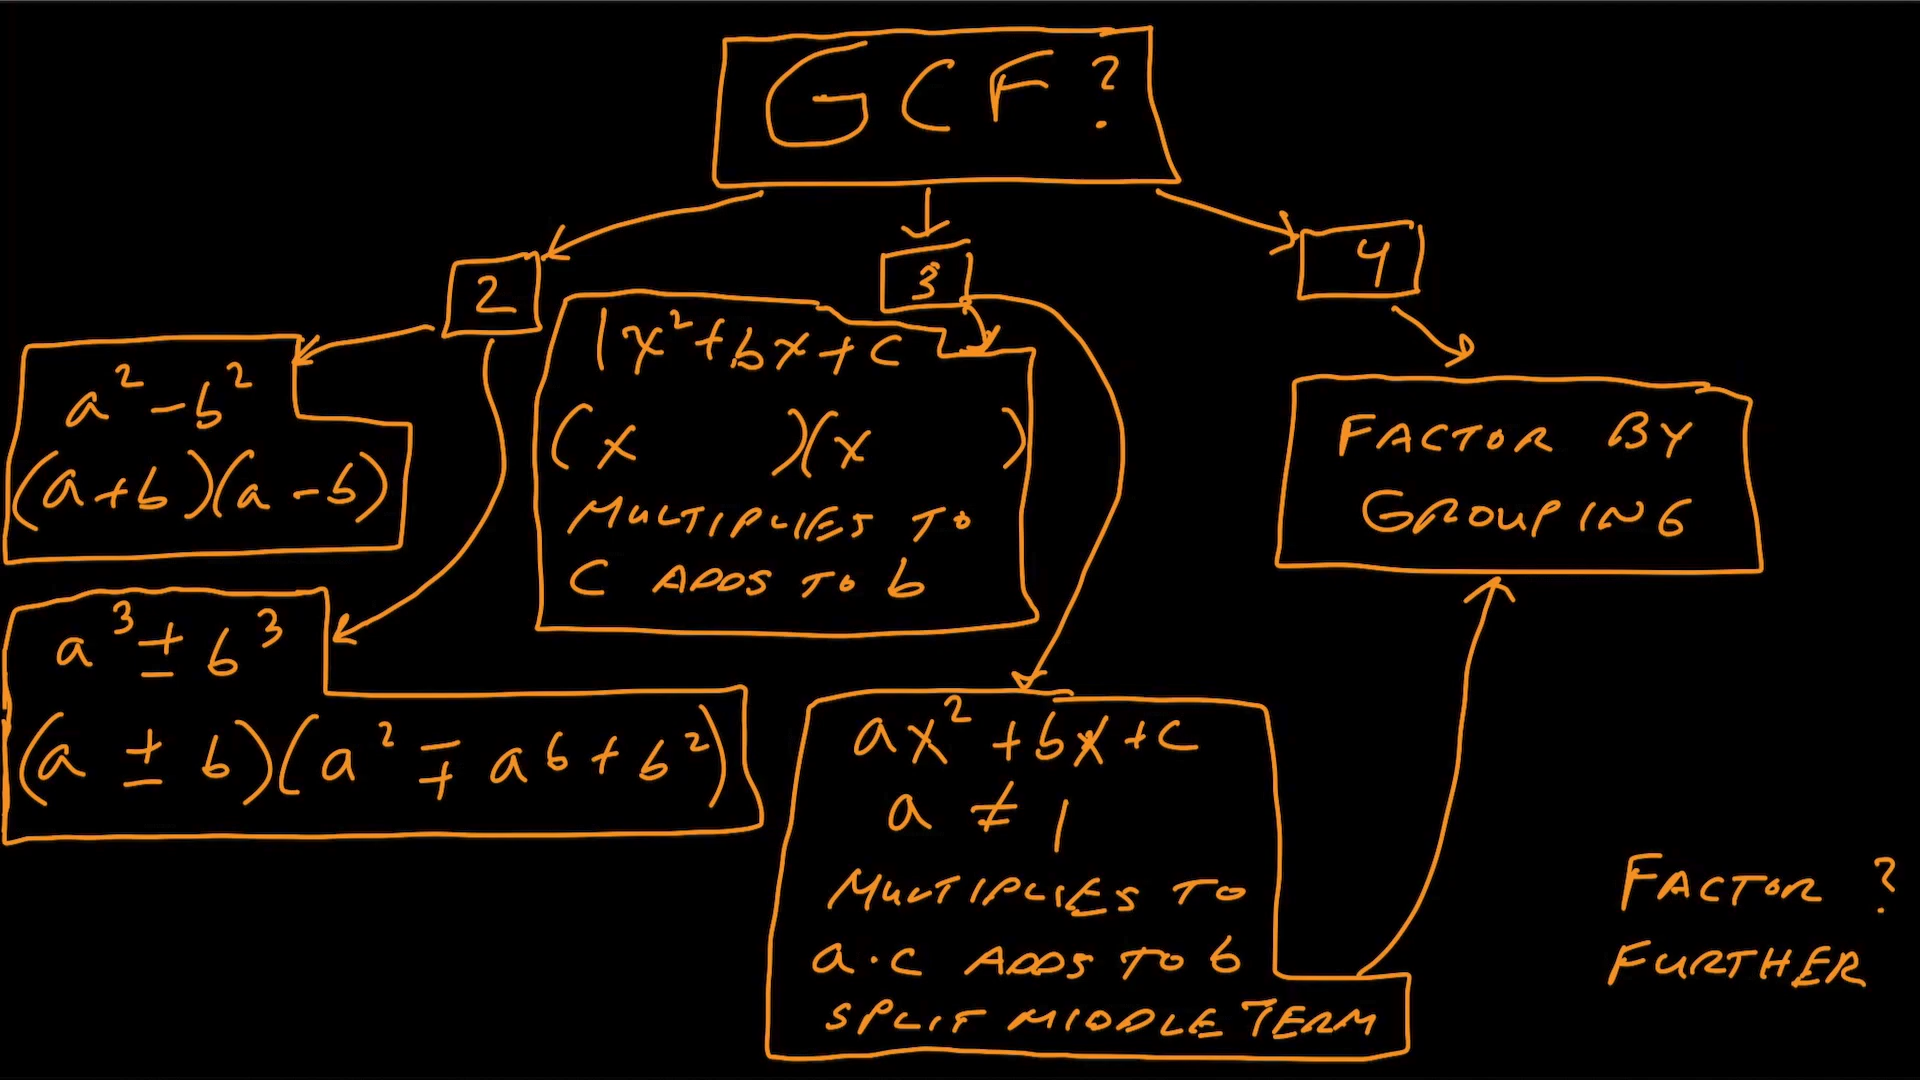 GCF?
2
3
4
a² - b²
(a+b)(a-b)
a³ ± b³
(a ± b)(a² ∓ ab + b²)
1x² + bx + c
(x )(x )
MULTIPLIES TO
C ADDS TO b
ax² + bx + c
a ≠ 1
MULTIPLIES TO
a·c ADDS TO b
SPLIT MIDDLE TERM
FACTOR BY
GROUPING
FACTOR ?
FURTHER